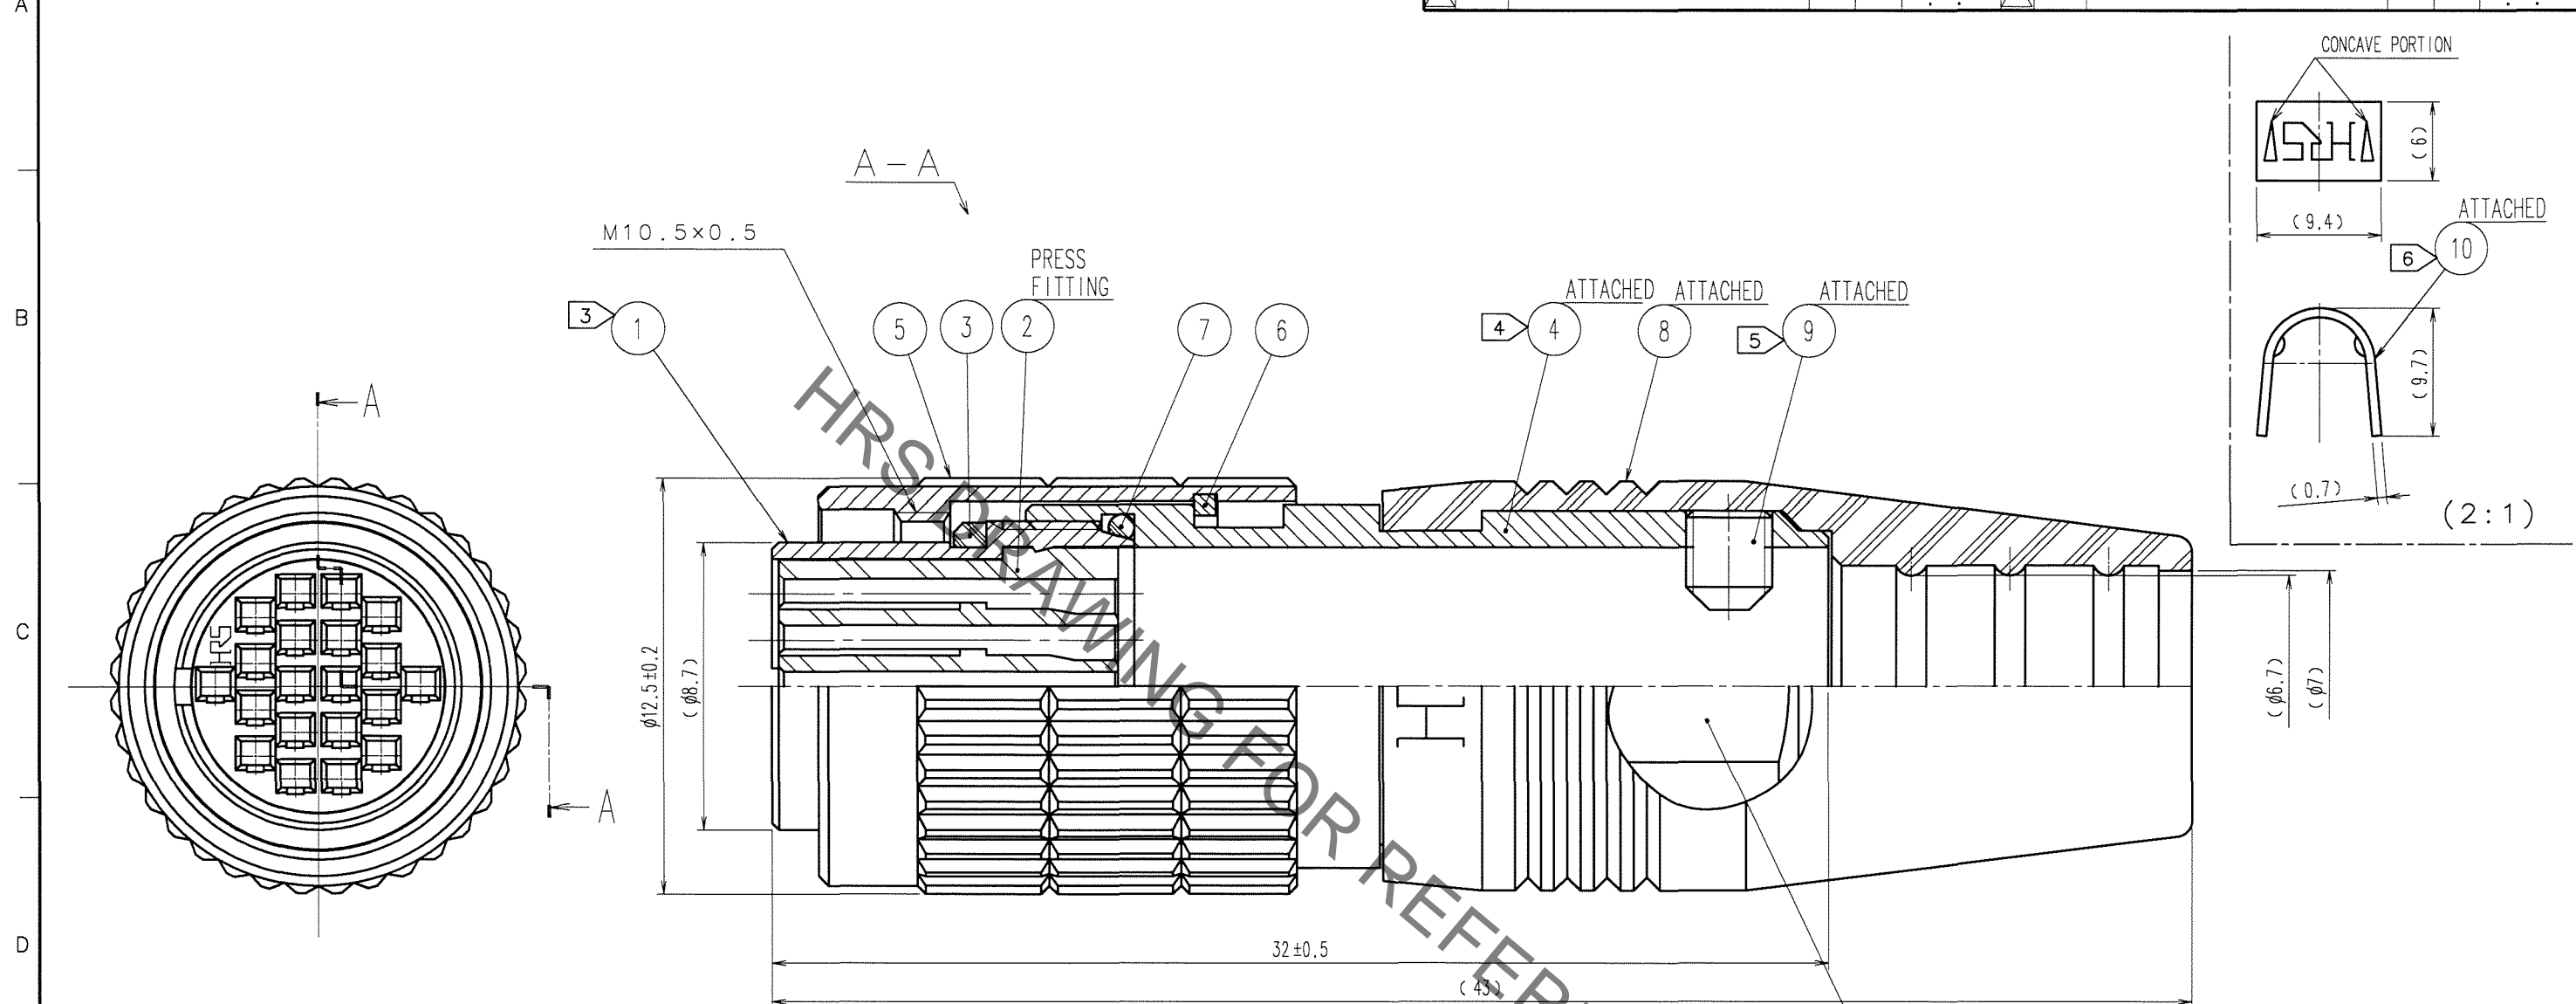 A
CONCAVE PORTION
HRS
(6)
(9.4)
ATTACHED
6 10
(9.7)
(0.7)
(2:1)
A-A
M10.5×0.5
PRESS
FITTING
ATTACHED ATTACHED ATTACHED
B
3 1 5 3 2 7 6 4 4 8 5 9
A
HRS DRAWING FOR REFER
C
HRS
φ12.5±0.2
(φ8.7)
(φ6.7)
(φ7)
H
A
D
32±0.5
(43)